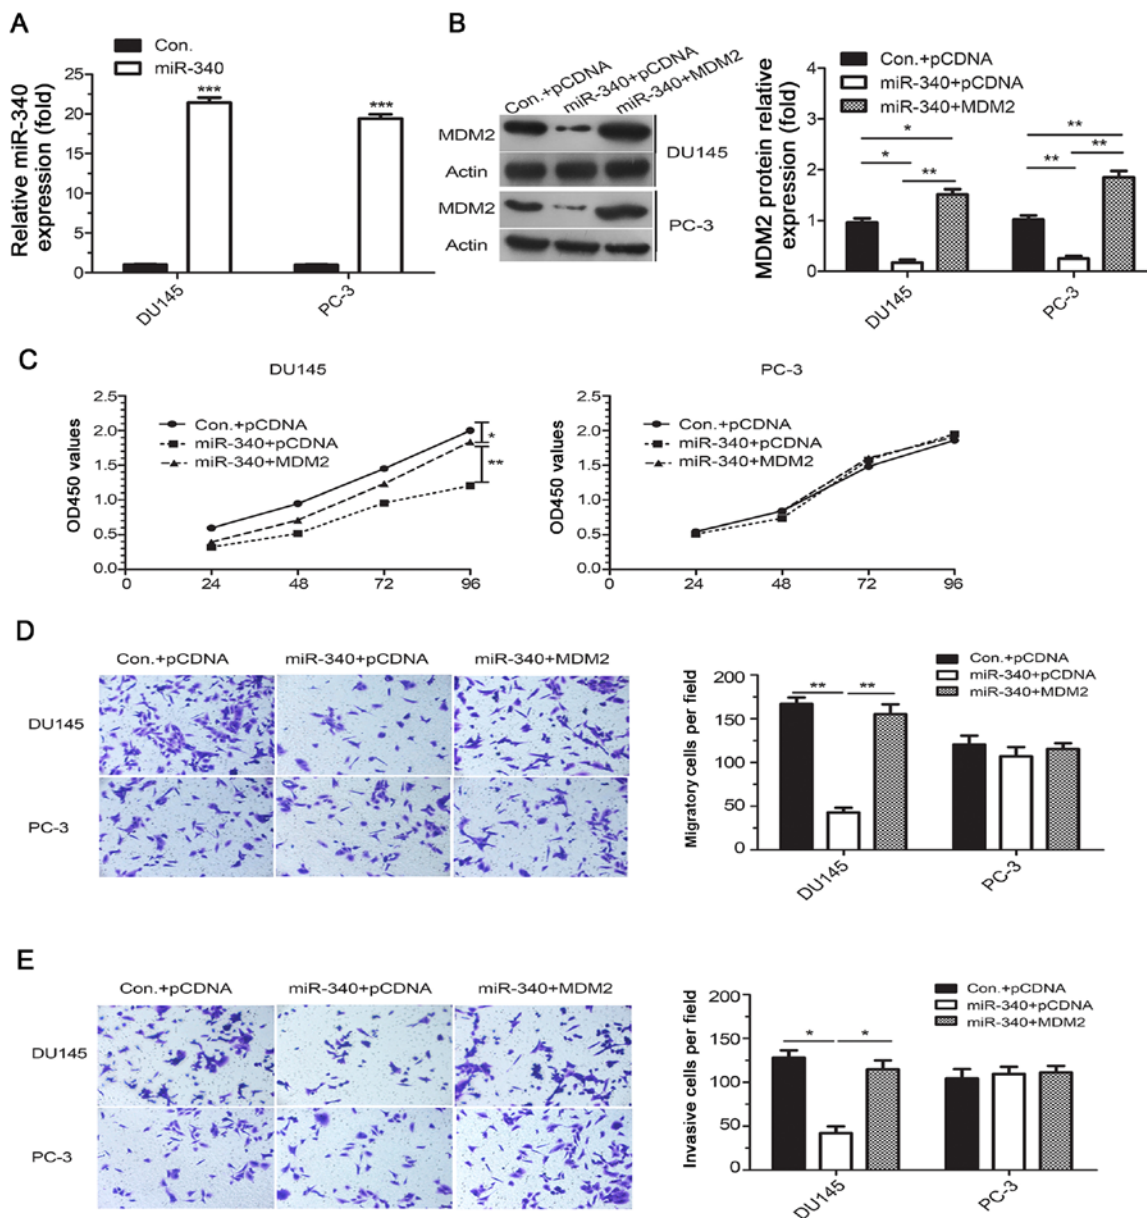 A
Con.
miR-340
Relative miR-340
expression (fold)
25
20
15
10
5
0
***
***
DU145
PC-3
B
Con.+pCDNA
miR-340+pCDNA
miR-340+MDM2
MDM2
Actin
DU145
MDM2
Actin
PC-3
Con.+pCDNA
miR-340+pCDNA
miR-340+MDM2
MDM2 protein relative
expression (fold)
4
2
1
0
*
*
**
**
**
**
DU145
PC-3
C
DU145
OD450 values
2.5
2.0
1.5
1.0
0.5
0.0
Con.+pCDNA
miR-340+pCDNA
miR-340+MDM2
*
**
0
24
48
72
96
PC-3
OD450 values
2.5
2.0
1.5
1.0
0.5
0.0
Con.+pCDNA
miR-340+pCDNA
miR-340+MDM2
0
24
48
72
96
D
Con.+pCDNA
miR-340+pCDNA
miR-340+MDM2
DU145
PC-3
Con.+pCDNA
miR-340+pCDNA
miR-340+MDM2
Migratory cells per field
200
150
100
50
0
**
**
DU145
PC-3
E
Con.+pCDNA
miR-340+pCDNA
miR-340+MDM2
DU145
PC-3
Con.+pCDNA
miR-340+pCDNA
miR-340+MDM2
Invasive cells per field
200
150
100
50
0
*
*
DU145
PC-3